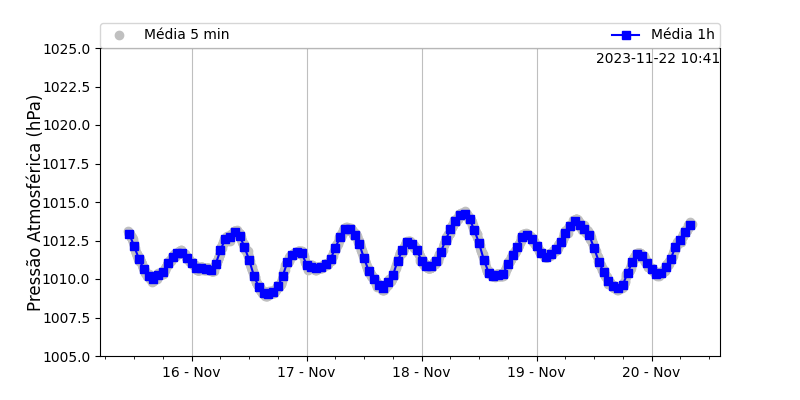 Média 5 min
Média 1h
2023-11-22 10:41
Pressão Atmosférica (hPa)
1025.0
1022.5
1020.0
1017.5
1015.0
1012.5
1010.0
1007.5
1005.0
16 - Nov
17 - Nov
18 - Nov
19 - Nov
20 - Nov